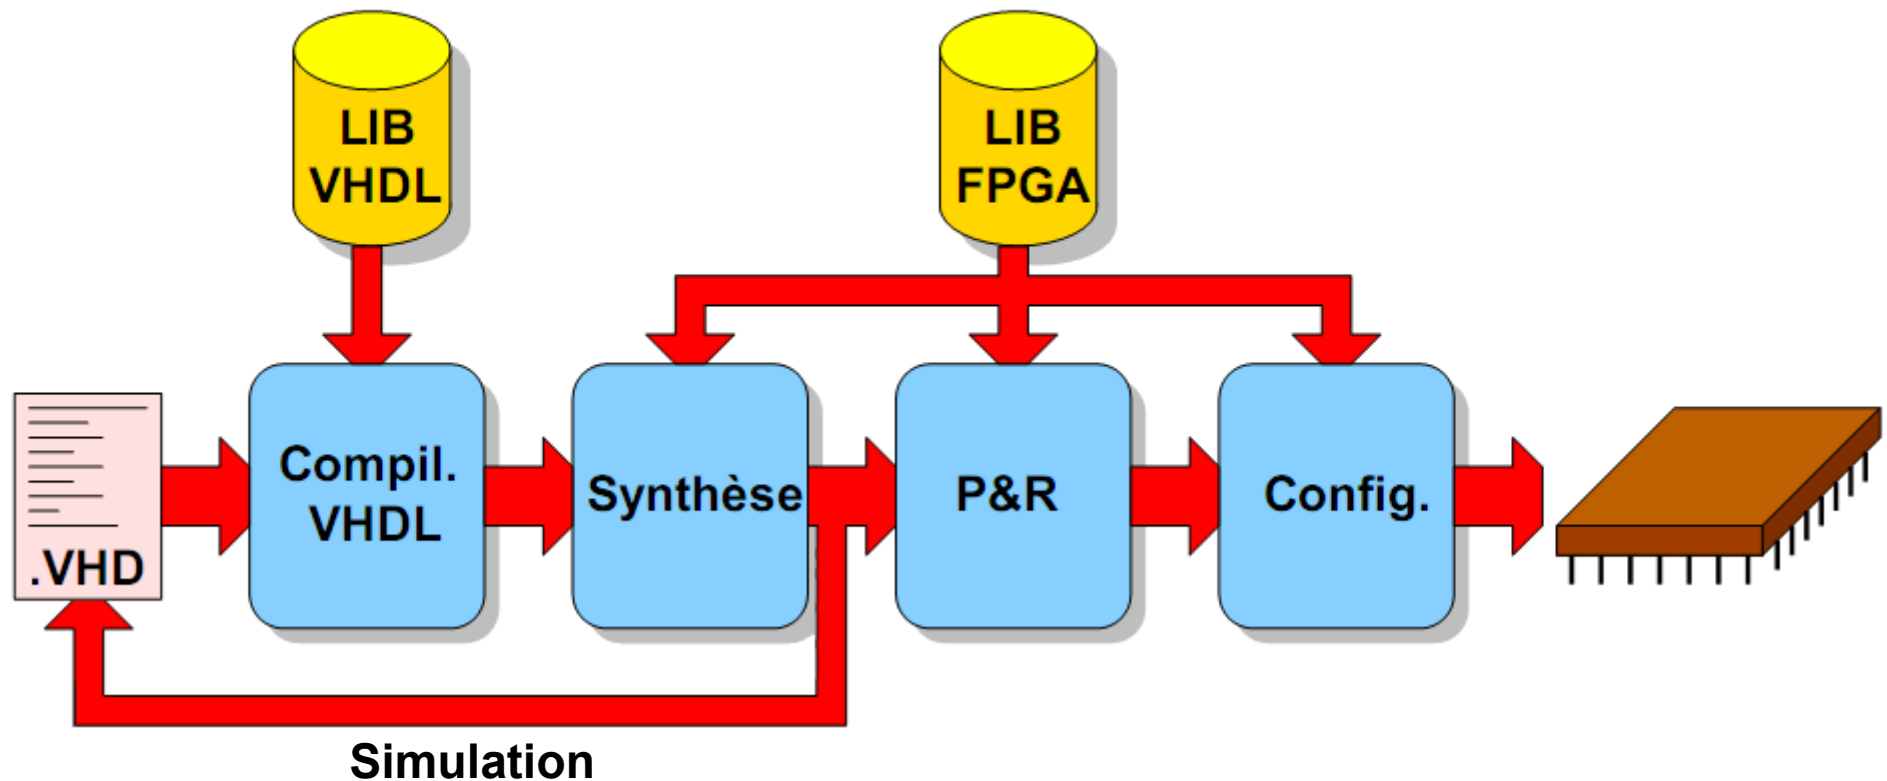 LIB
VHDL
LIB
FPGA
.VHD
Compil.
VHDL
Synthèse
P&R
Config.
Simulation